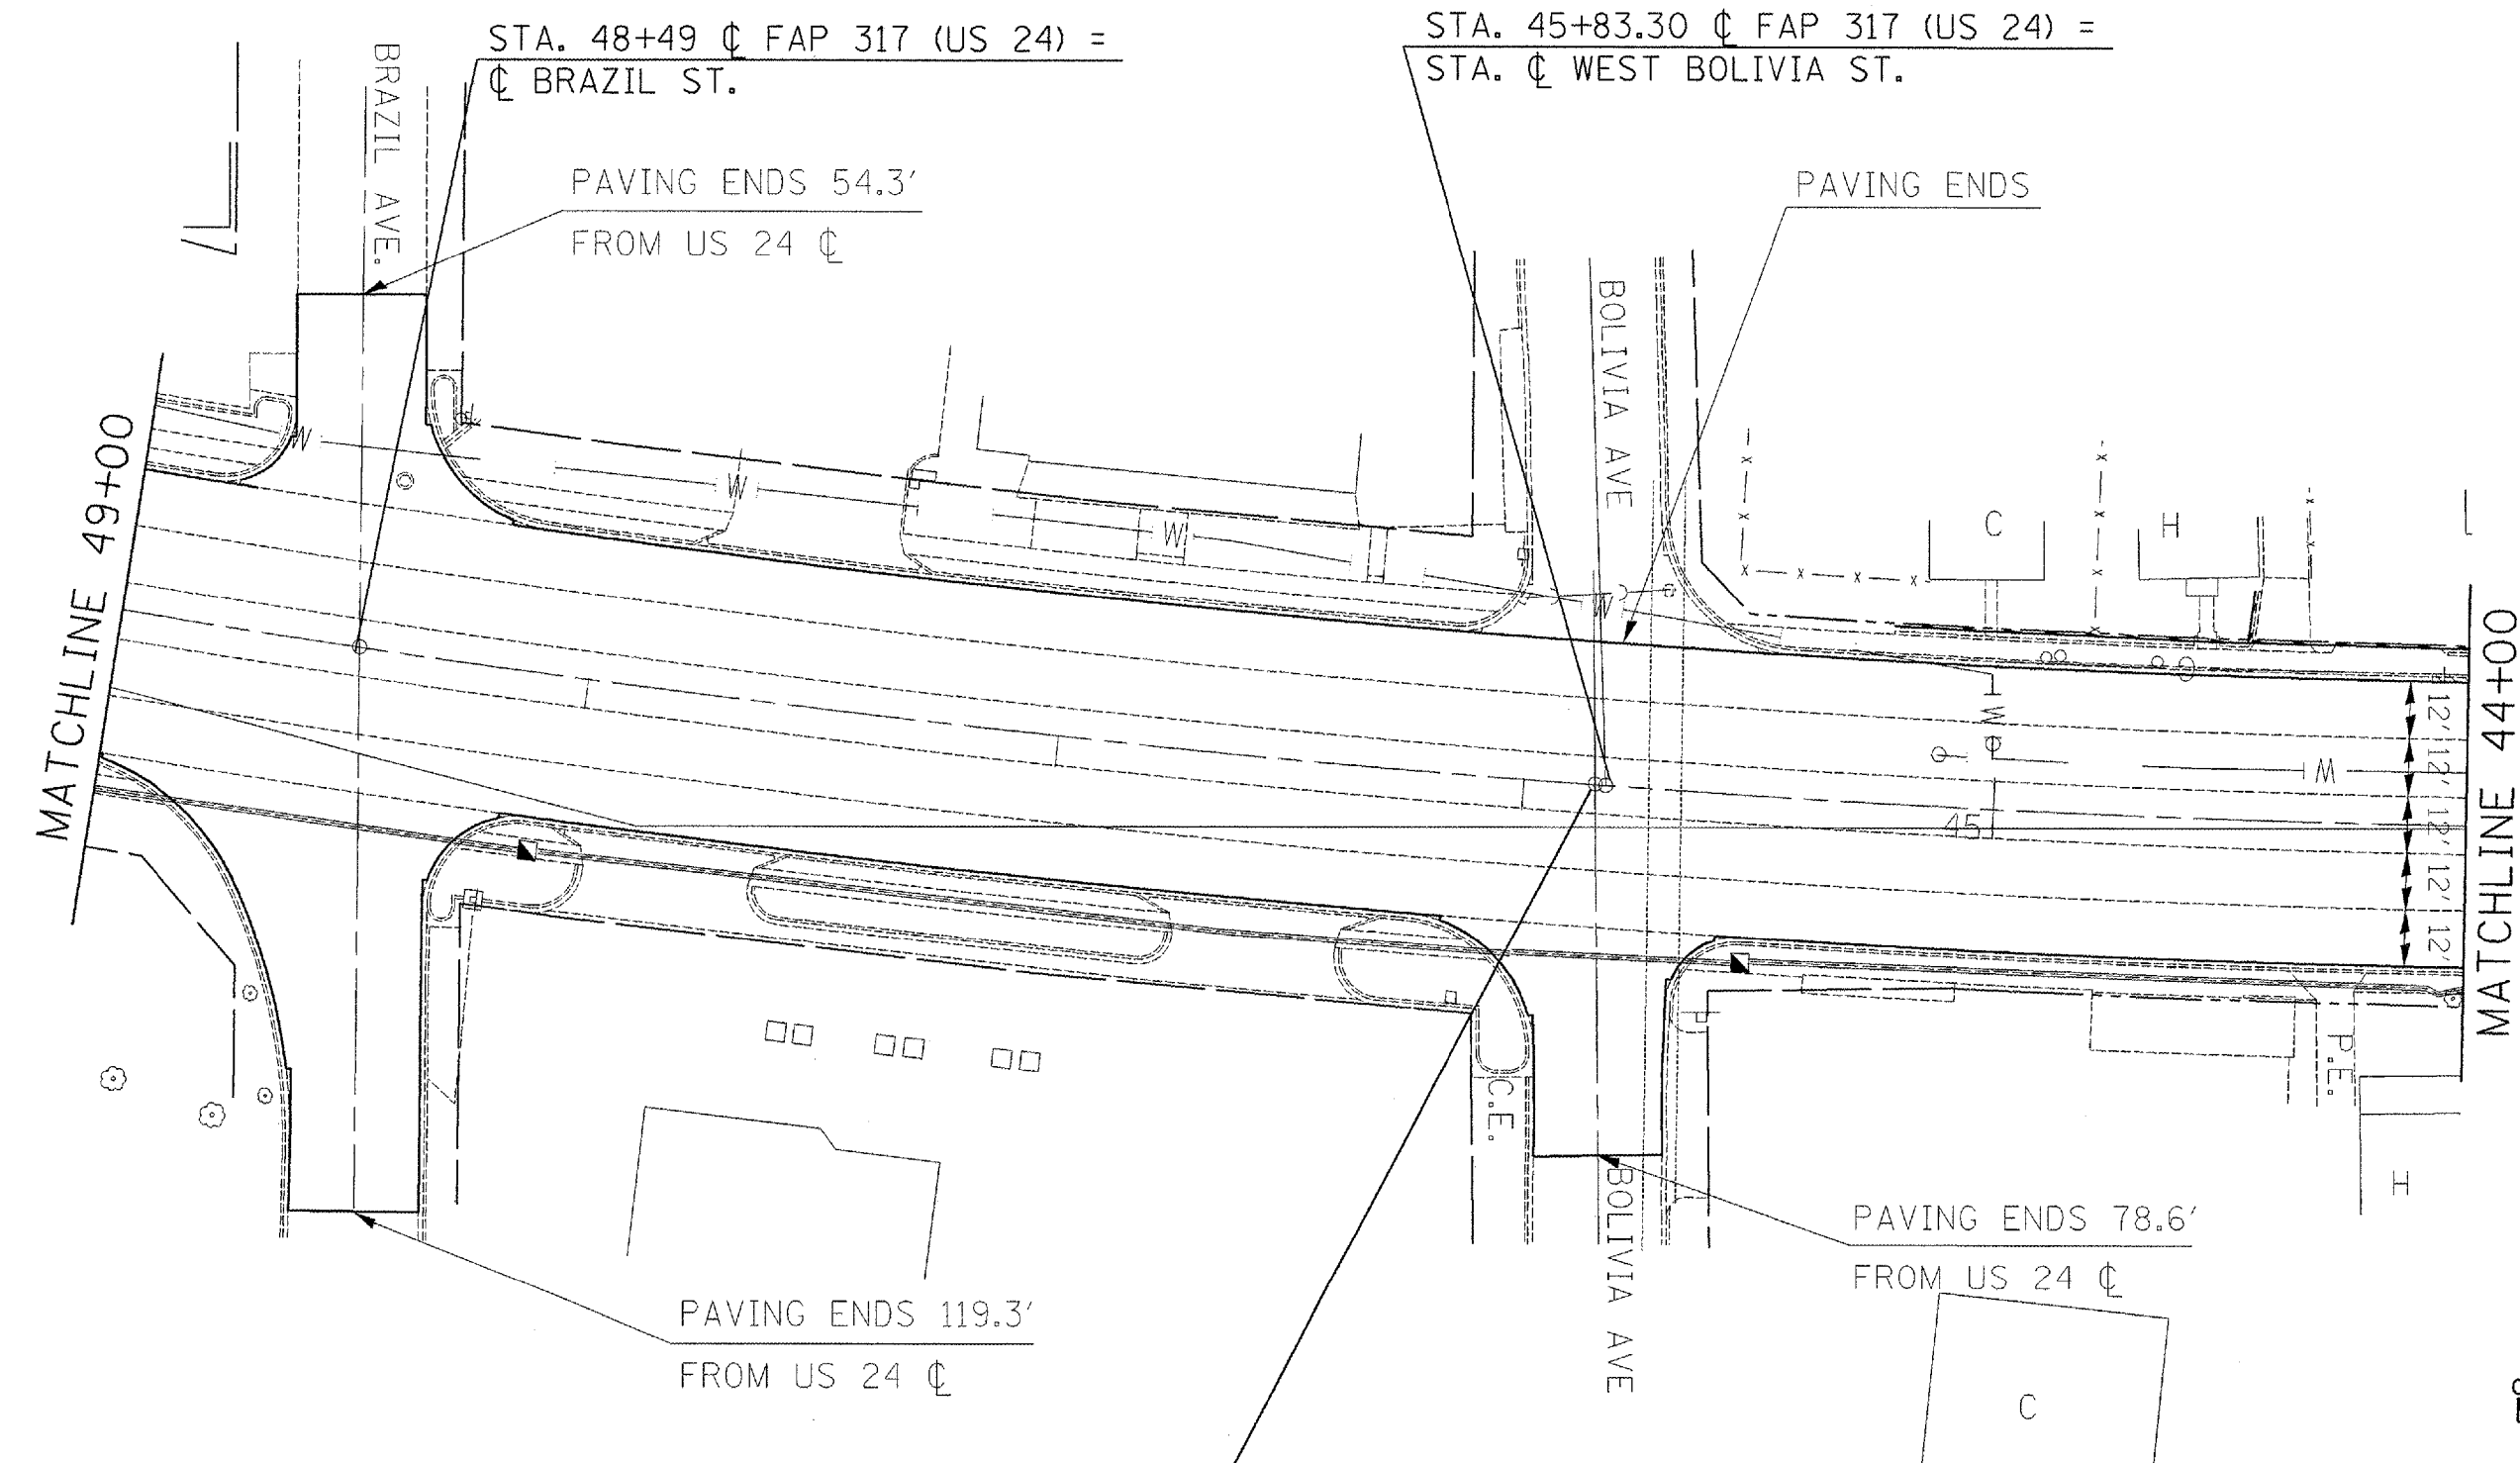 STA. 48+49 ℄ FAP 317 (US 24) =
℄ BRAZIL ST.
STA. 45+83.30 ℄ FAP 317 (US 24) =
STA. ℄ WEST BOLIVIA ST.
BRAZIL AVE.
PAVING ENDS 54.3'
FROM US 24 ℄
PAVING ENDS
BOLIVIA AVE
MATCHLINE 49+00
W
W
W
W
C
H
W
W
45
12'
12'
12'
12'
12'
MATCHLINE 44+00
C.E.
P.E.
H
BOLIVIA AVE
PAVING ENDS 78.6'
FROM US 24 ℄
PAVING ENDS 119.3'
FROM US 24 ℄
C